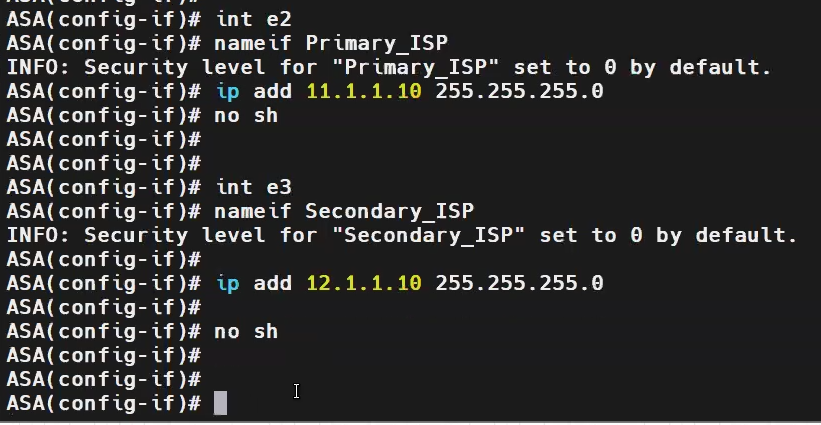 ASA(config-if)#
ASA(config-if)# int e2
ASA(config-if)# nameif Primary_ISP
INFO: Security level for "Primary_ISP" set to 0 by default.
ASA(config-if)# ip add 11.1.1.10 255.255.255.0
ASA(config-if)# no sh
ASA(config-if)#
ASA(config-if)#
ASA(config-if)# int e3
ASA(config-if)# nameif Secondary_ISP
INFO: Security level for "Secondary_ISP" set to 0 by default.
ASA(config-if)#
ASA(config-if)# ip add 12.1.1.10 255.255.255.0
ASA(config-if)#
ASA(config-if)# no sh
ASA(config-if)#
ASA(config-if)#
ASA(config-if)#